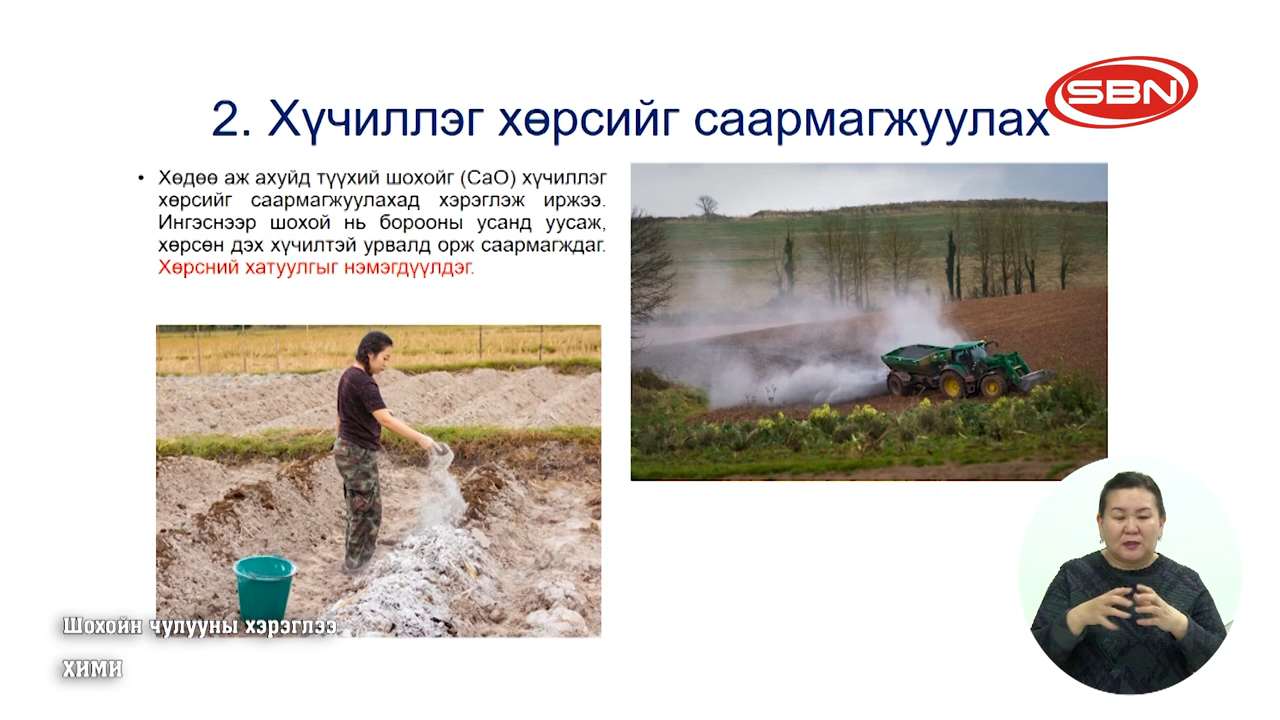 SBN
2. Хүчиллэг хөрсийг саармагжуулах
• Хөдөө аж ахуйд түүхий шохойг (CaO) хүчиллэг
хөрсийг саармагжуулахад хэрэглэж иржээ.
Ингэснээр шохой нь борооны усанд уусаж,
хөрсөн дэх хүчилтэй урвалд орж саармагждаг.
Хөрсний хатуулгыг нэмэгдүүлдэг.
Шохойн чулууны хэрэглээ
ХИМИ